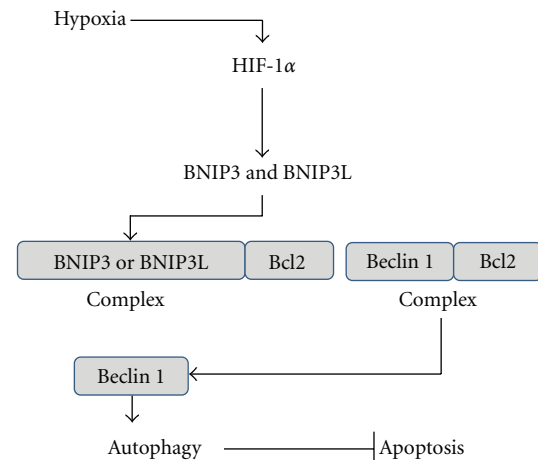 Hypoxia
HIF-1α
BNIP3 and BNIP3L
BNIP3 or BNIP3L Bcl2 Beclin 1 Bcl2
Complex Complex
Beclin 1
Autophagy Apoptosis